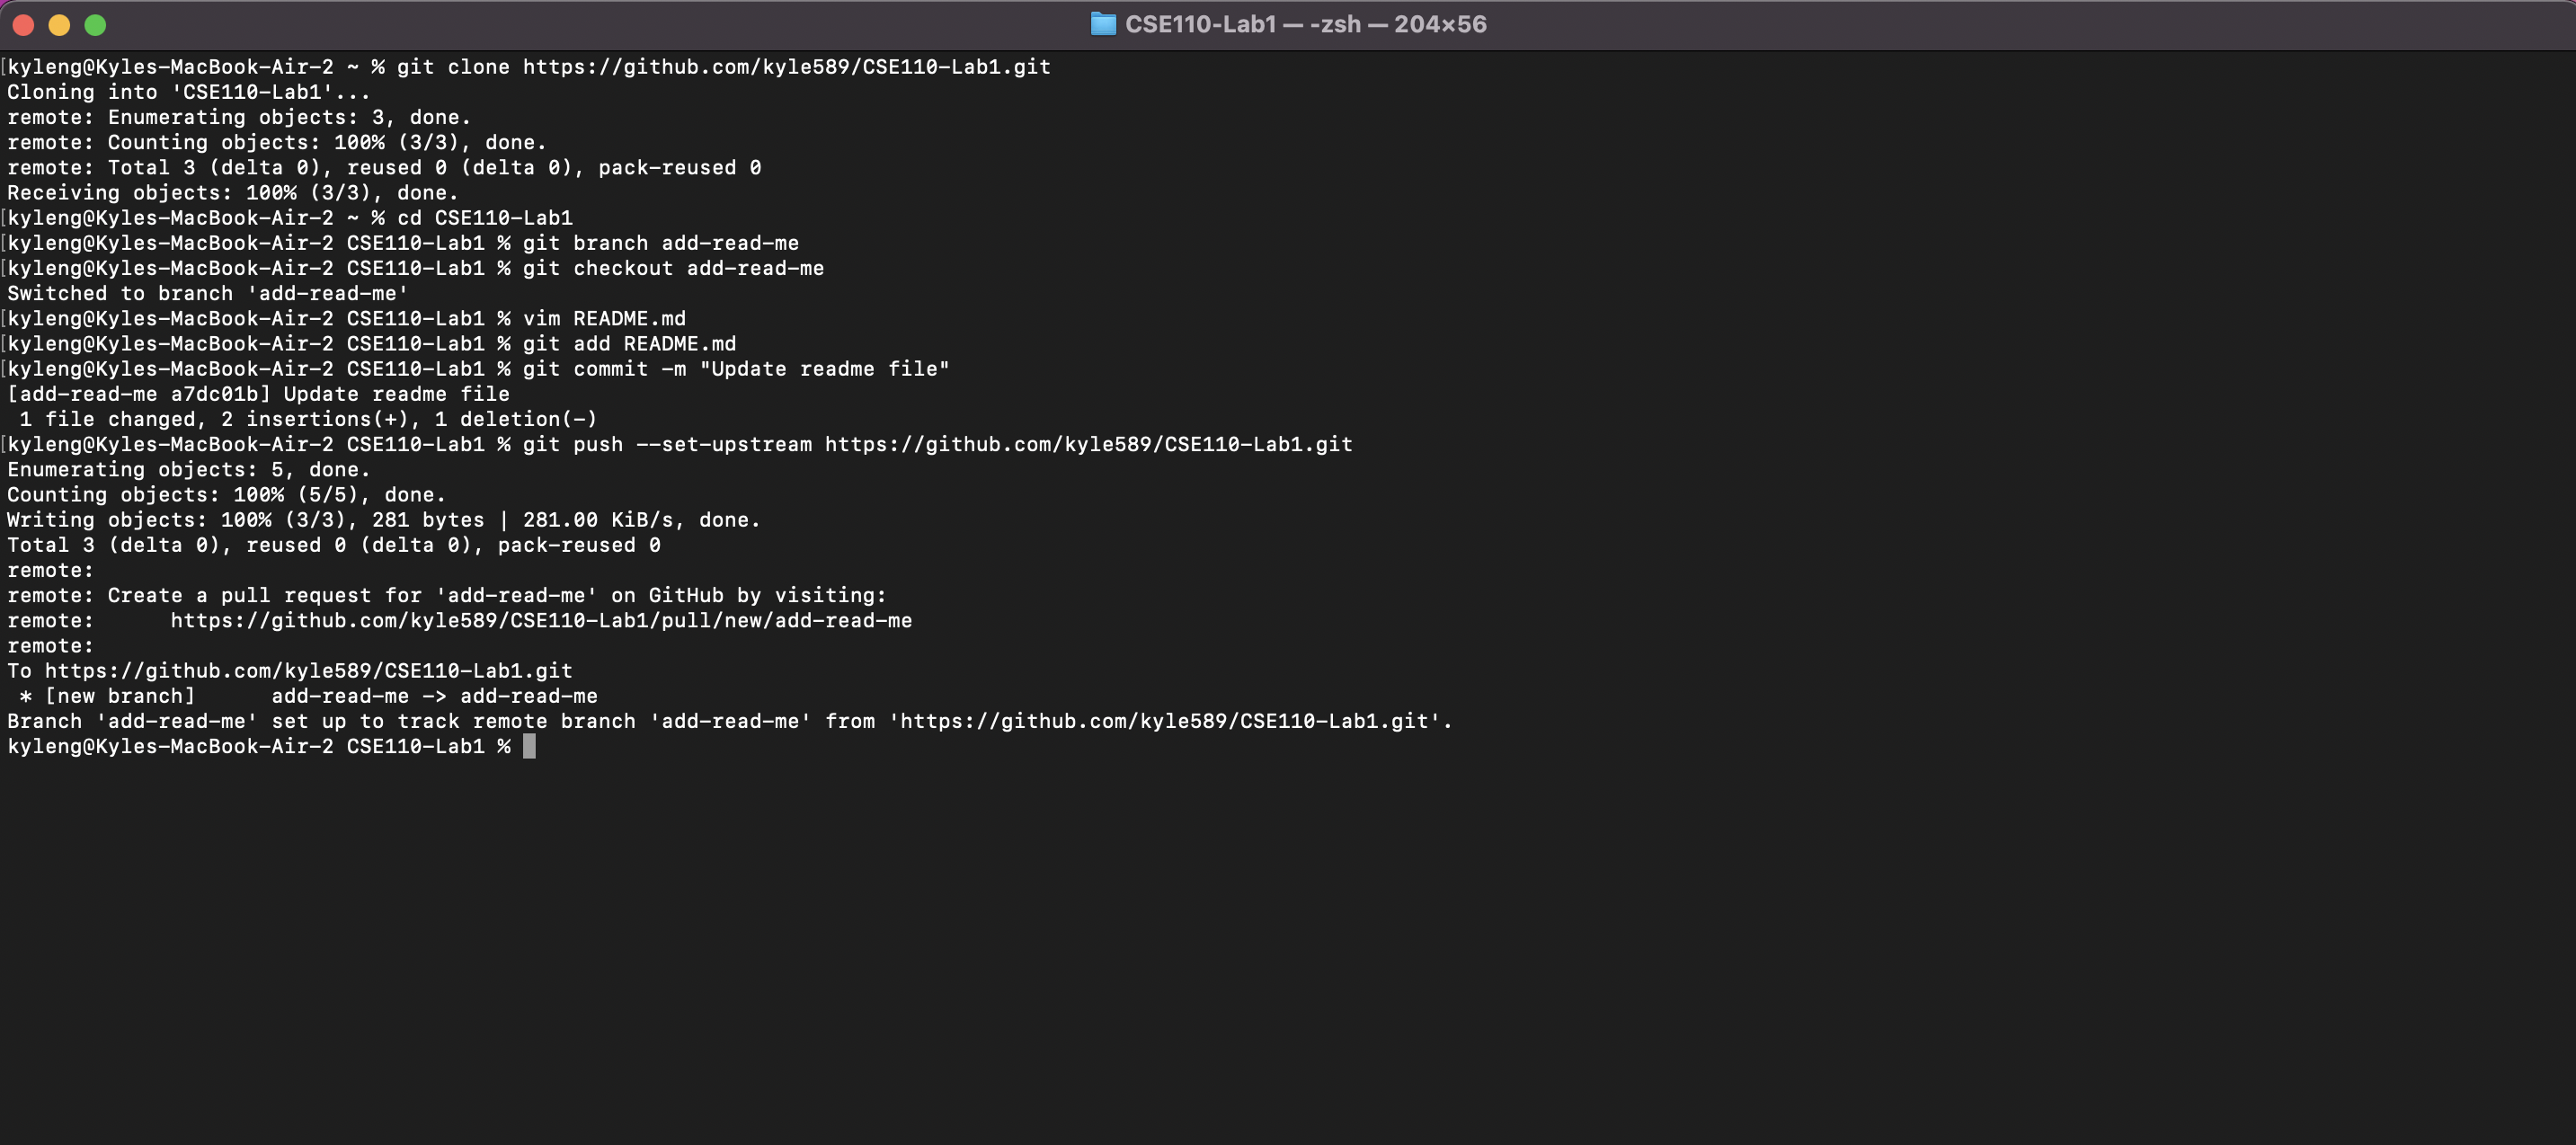 CSE110-Lab1 — -zsh — 204×56
[kyleng@Kyles-MacBook-Air-2 ~ % git clone https://github.com/kyle589/CSE110-Lab1.git
Cloning into 'CSE110-Lab1'...
remote: Enumerating objects: 3, done.
remote: Counting objects: 100% (3/3), done.
remote: Total 3 (delta 0), reused 0 (delta 0), pack-reused 0
Receiving objects: 100% (3/3), done.
[kyleng@Kyles-MacBook-Air-2 ~ % cd CSE110-Lab1
[kyleng@Kyles-MacBook-Air-2 CSE110-Lab1 % git branch add-read-me
[kyleng@Kyles-MacBook-Air-2 CSE110-Lab1 % git checkout add-read-me
Switched to branch 'add-read-me'
[kyleng@Kyles-MacBook-Air-2 CSE110-Lab1 % vim README.md
[kyleng@Kyles-MacBook-Air-2 CSE110-Lab1 % git add README.md
[kyleng@Kyles-MacBook-Air-2 CSE110-Lab1 % git commit -m "Update readme file"
[add-read-me a7dc01b] Update readme file
 1 file changed, 2 insertions(+), 1 deletion(-)
[kyleng@Kyles-MacBook-Air-2 CSE110-Lab1 % git push --set-upstream https://github.com/kyle589/CSE110-Lab1.git
Enumerating objects: 5, done.
Counting objects: 100% (5/5), done.
Writing objects: 100% (3/3), 281 bytes | 281.00 KiB/s, done.
Total 3 (delta 0), reused 0 (delta 0), pack-reused 0
remote:
remote: Create a pull request for 'add-read-me' on GitHub by visiting:
remote:      https://github.com/kyle589/CSE110-Lab1/pull/new/add-read-me
remote:
To https://github.com/kyle589/CSE110-Lab1.git
 * [new branch]      add-read-me -> add-read-me
Branch 'add-read-me' set up to track remote branch 'add-read-me' from 'https://github.com/kyle589/CSE110-Lab1.git'.
kyleng@Kyles-MacBook-Air-2 CSE110-Lab1 %